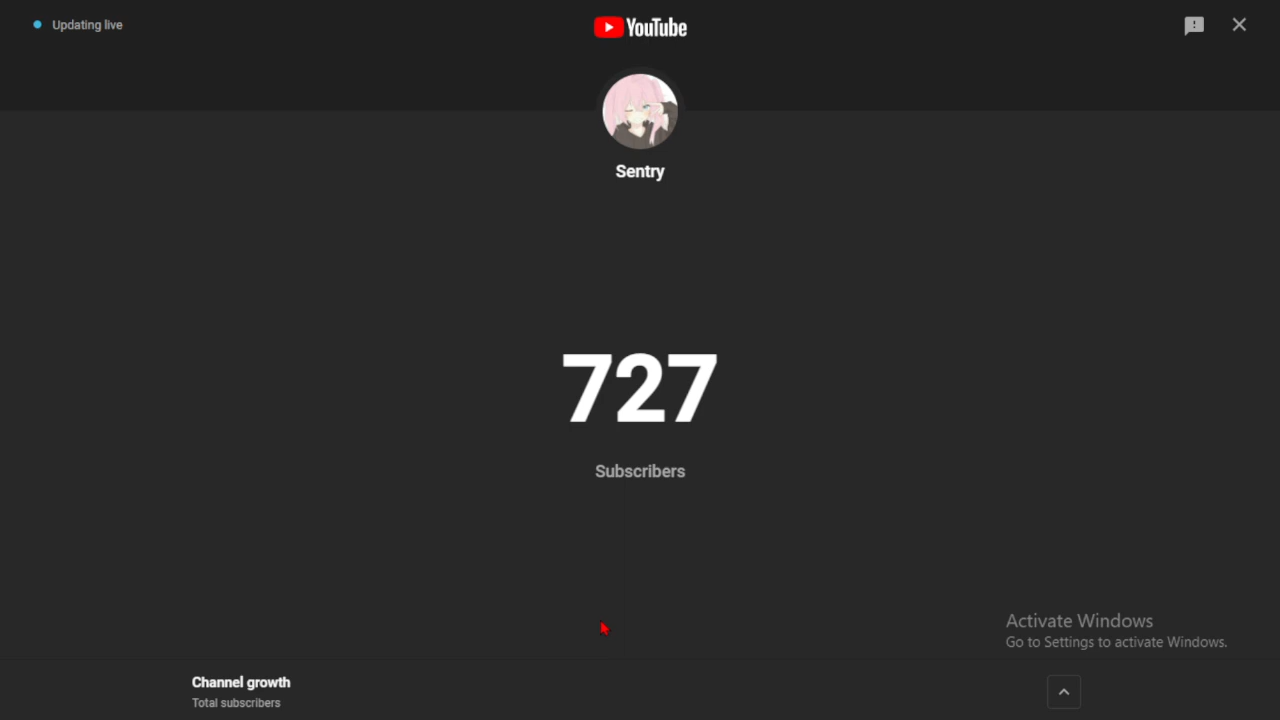 Updating live
YouTube
Sentry
727
Subscribers
Activate Windows
Go to Settings to activate Windows.
Channel growth
Total subscribers